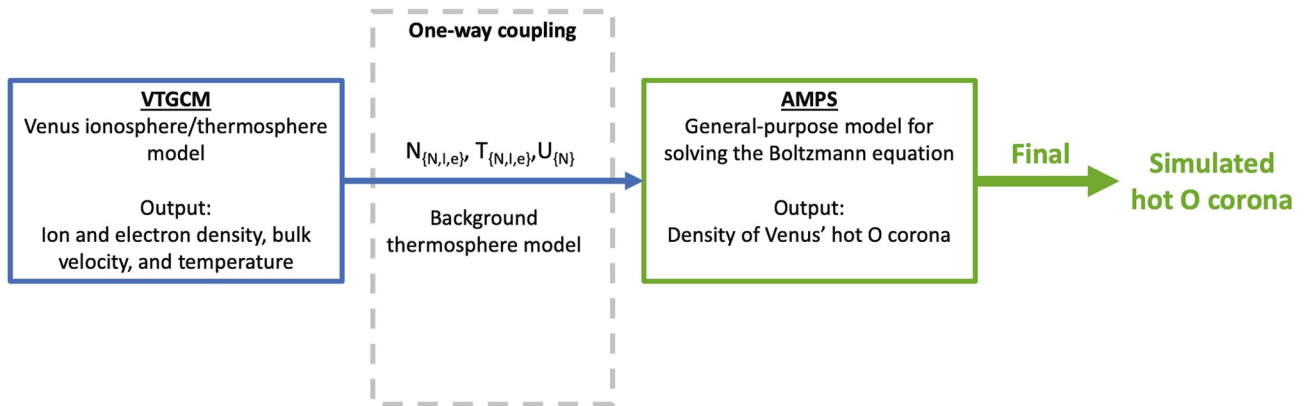 VTGCM
Venus ionosphere/thermosphere
model
Output:
Ion and electron density, bulk
velocity, and temperature
One-way coupling
N{N,I,e}, T{N,I,e},U{N}
Background
thermosphere model
AMPS
General-purpose model for
solving the Boltzmann equation
Output:
Density of Venus’ hot O corona
Final
Simulated
hot O corona